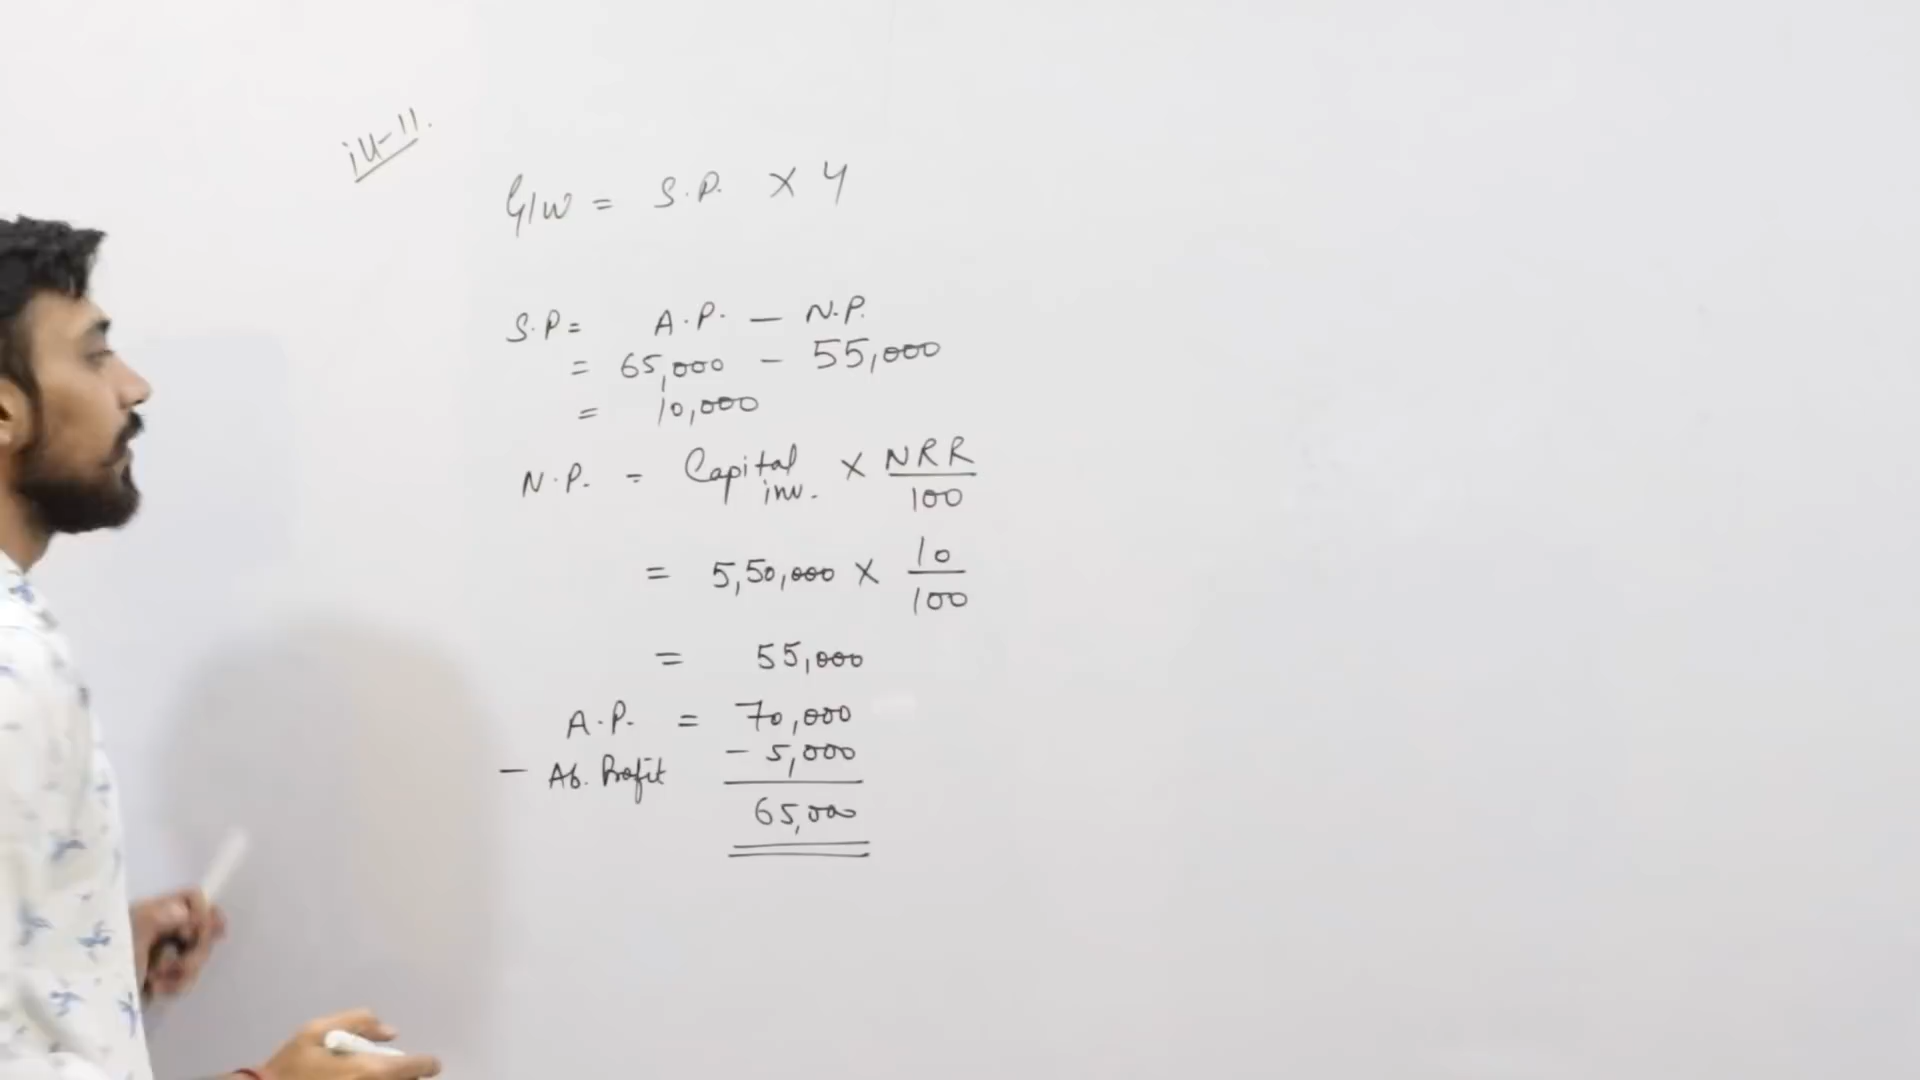 ill-11.
G/W = S.P. × 4
S.P = A.P. – N.P.
= 65,000 – 55,000
= 10,000
N.P. = Capital inv. × NRR/100
= 5,50,000 × 10/100
= 55,000
A.P. = 70,000
– Ab. Profit – 5,000
65,000